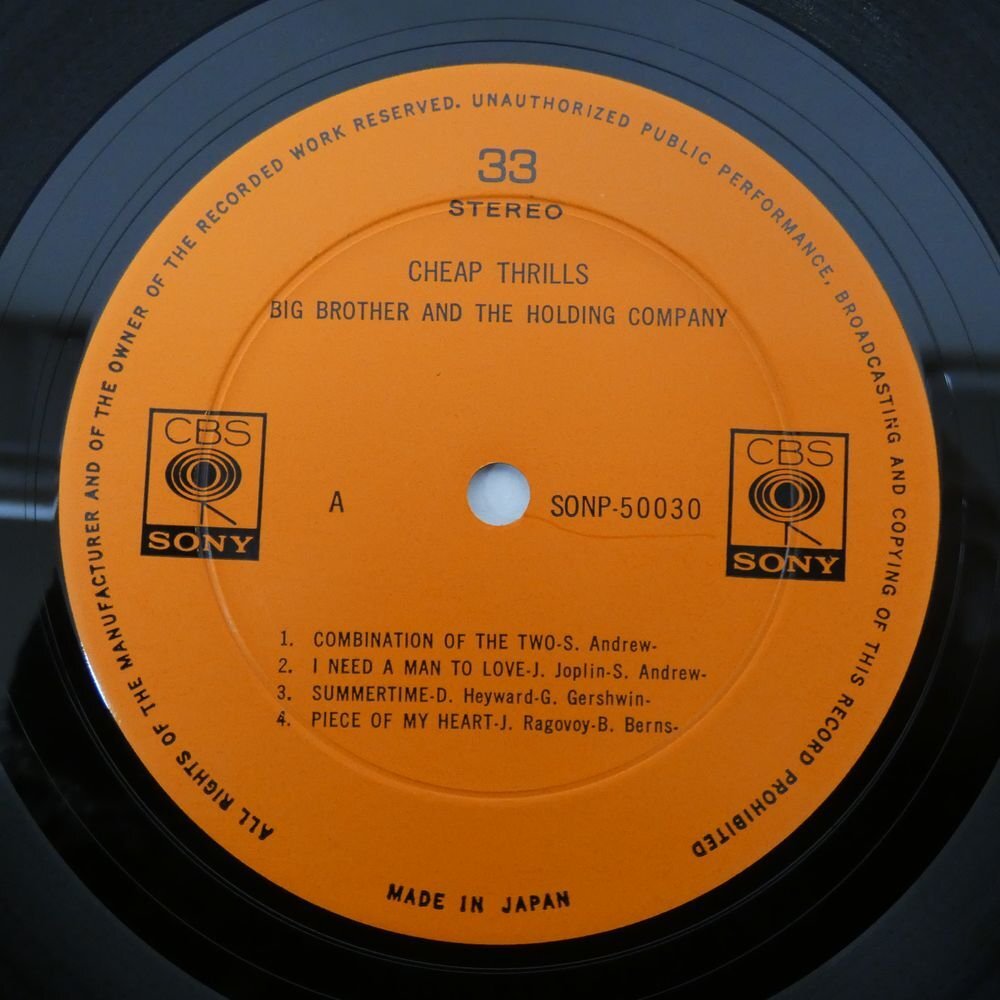 ALL RIGHTS OF THE MANUFACTURER AND OF THE OWNER OF THE RECORDED WORK RESERVED. UNAUTHORIZED PUBLIC PERFORMANCE, BROADCASTING AND COPYING OF THIS RECORD PROHIBITED
33
STEREO
CHEAP THRILLS
BIG BROTHER AND THE HOLDING COMPANY
CBS
SONY
A
SONP-50030
CBS
SONY
1. COMBINATION OF THE TWO-S. Andrew-
2. I NEED A MAN TO LOVE-J. Joplin-S. Andrew-
3. SUMMERTIME-D. Heyward-G. Gershwin-
4. PIECE OF MY HEART-J. Ragovoy-B. Berns-
MADE IN JAPAN